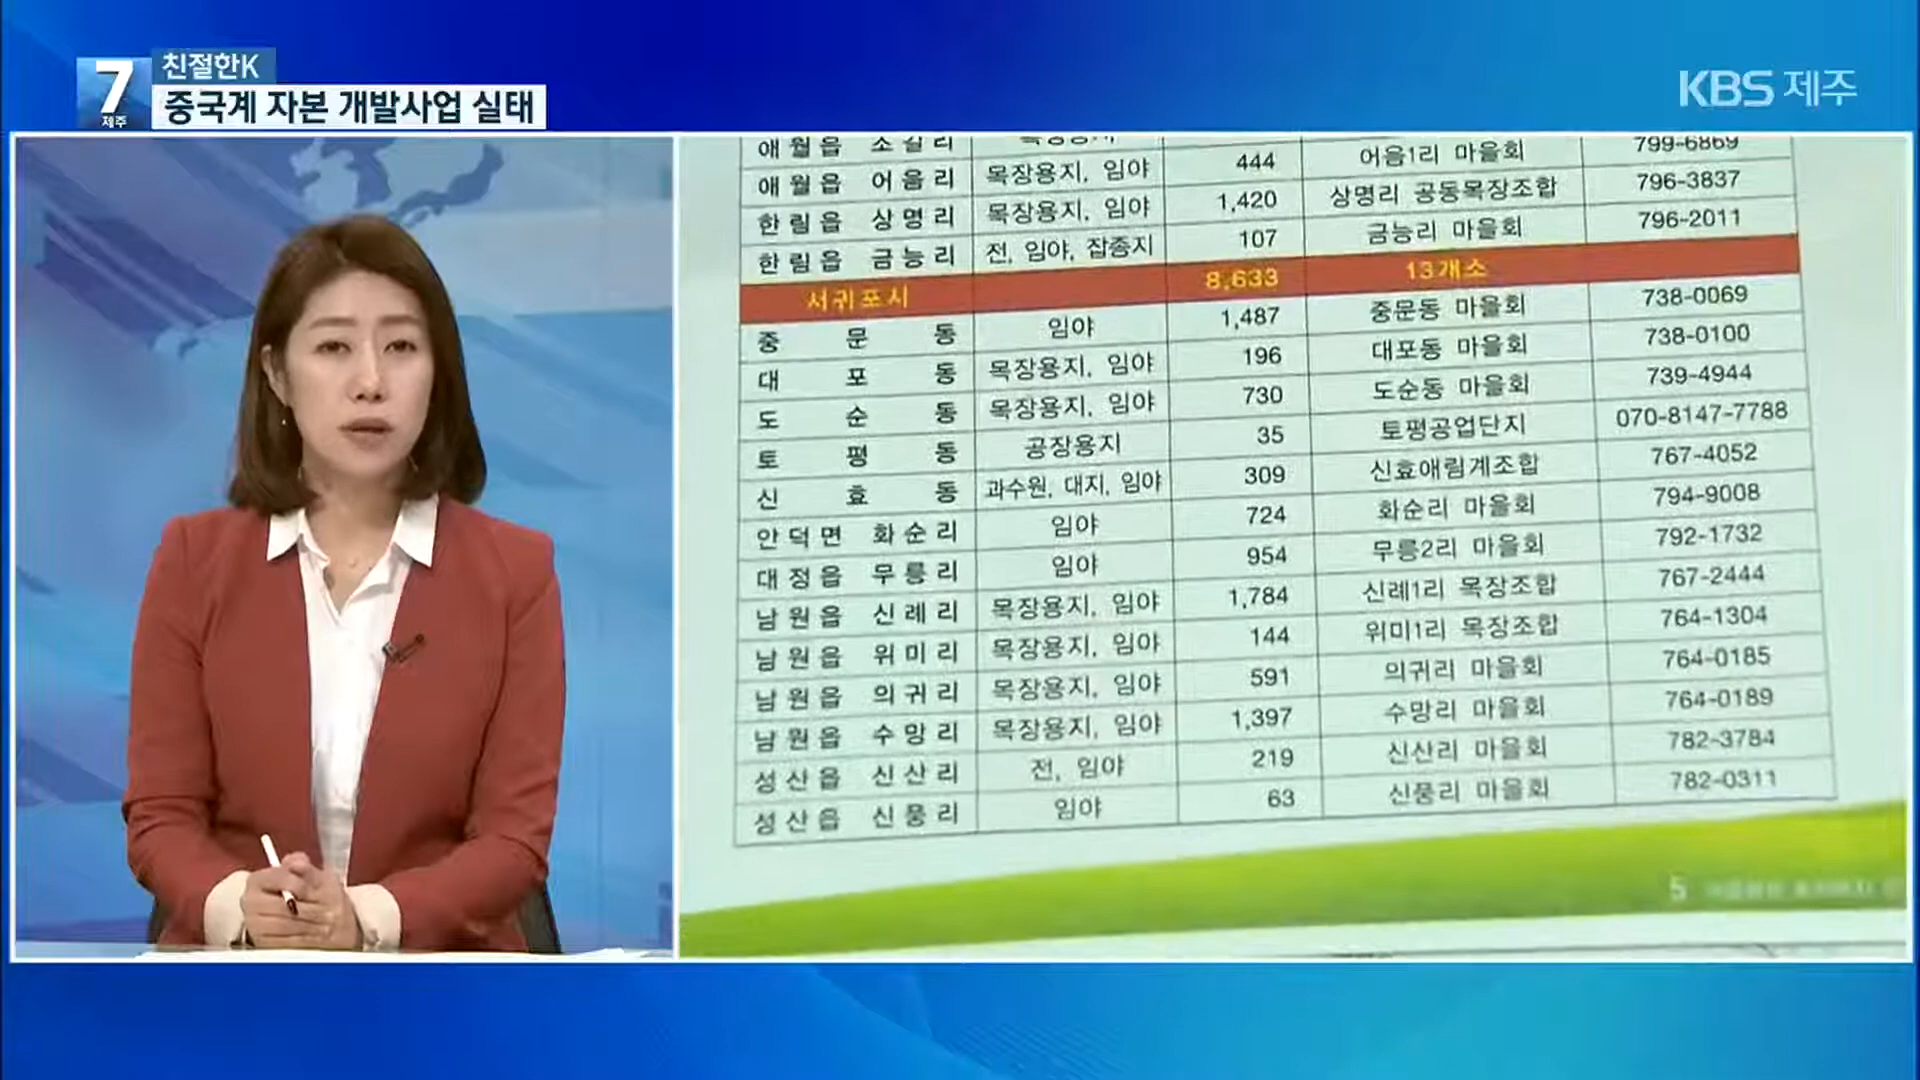 친절한K
7
제주
중국계 자본 개발사업 실태
KBS 제주
애월읍 소길리 목장용지 799-6869
애월읍 어음리 목장용지, 임야 444 어음1리 마을회 796-3837
한림읍 상명리 목장용지, 임야 1,420 상명리 공동목장조합 796-2011
한림읍 금능리 전, 임야, 잡종지 107 금능리 마을회
서귀포시 8,633 13개소
중문동 임야 1,487 중문동 마을회 738-0069
대포동 목장용지, 임야 196 대포동 마을회 738-0100
도순동 목장용지, 임야 730 도순동 마을회 739-4944
토평동 공장용지 35 토평공업단지 070-8147-7788
신효동 과수원, 대지, 임야 309 신효애림계조합 767-4052
안덕면 화순리 임야 724 화순리 마을회 794-9008
대정읍 무릉리 임야 954 무릉2리 마을회 792-1732
남원읍 신례리 목장용지, 임야 1,784 신례1리 목장조합 767-2444
남원읍 위미리 목장용지, 임야 144 위미1리 목장조합 764-1304
남원읍 의귀리 목장용지, 임야 591 의귀리 마을회 764-0185
남원읍 수망리 목장용지, 임야 1,397 수망리 마을회 764-0189
성산읍 신산리 전, 임야 219 신산리 마을회 782-3784
성산읍 신풍리 임야 63 신풍리 마을회 782-0311
5